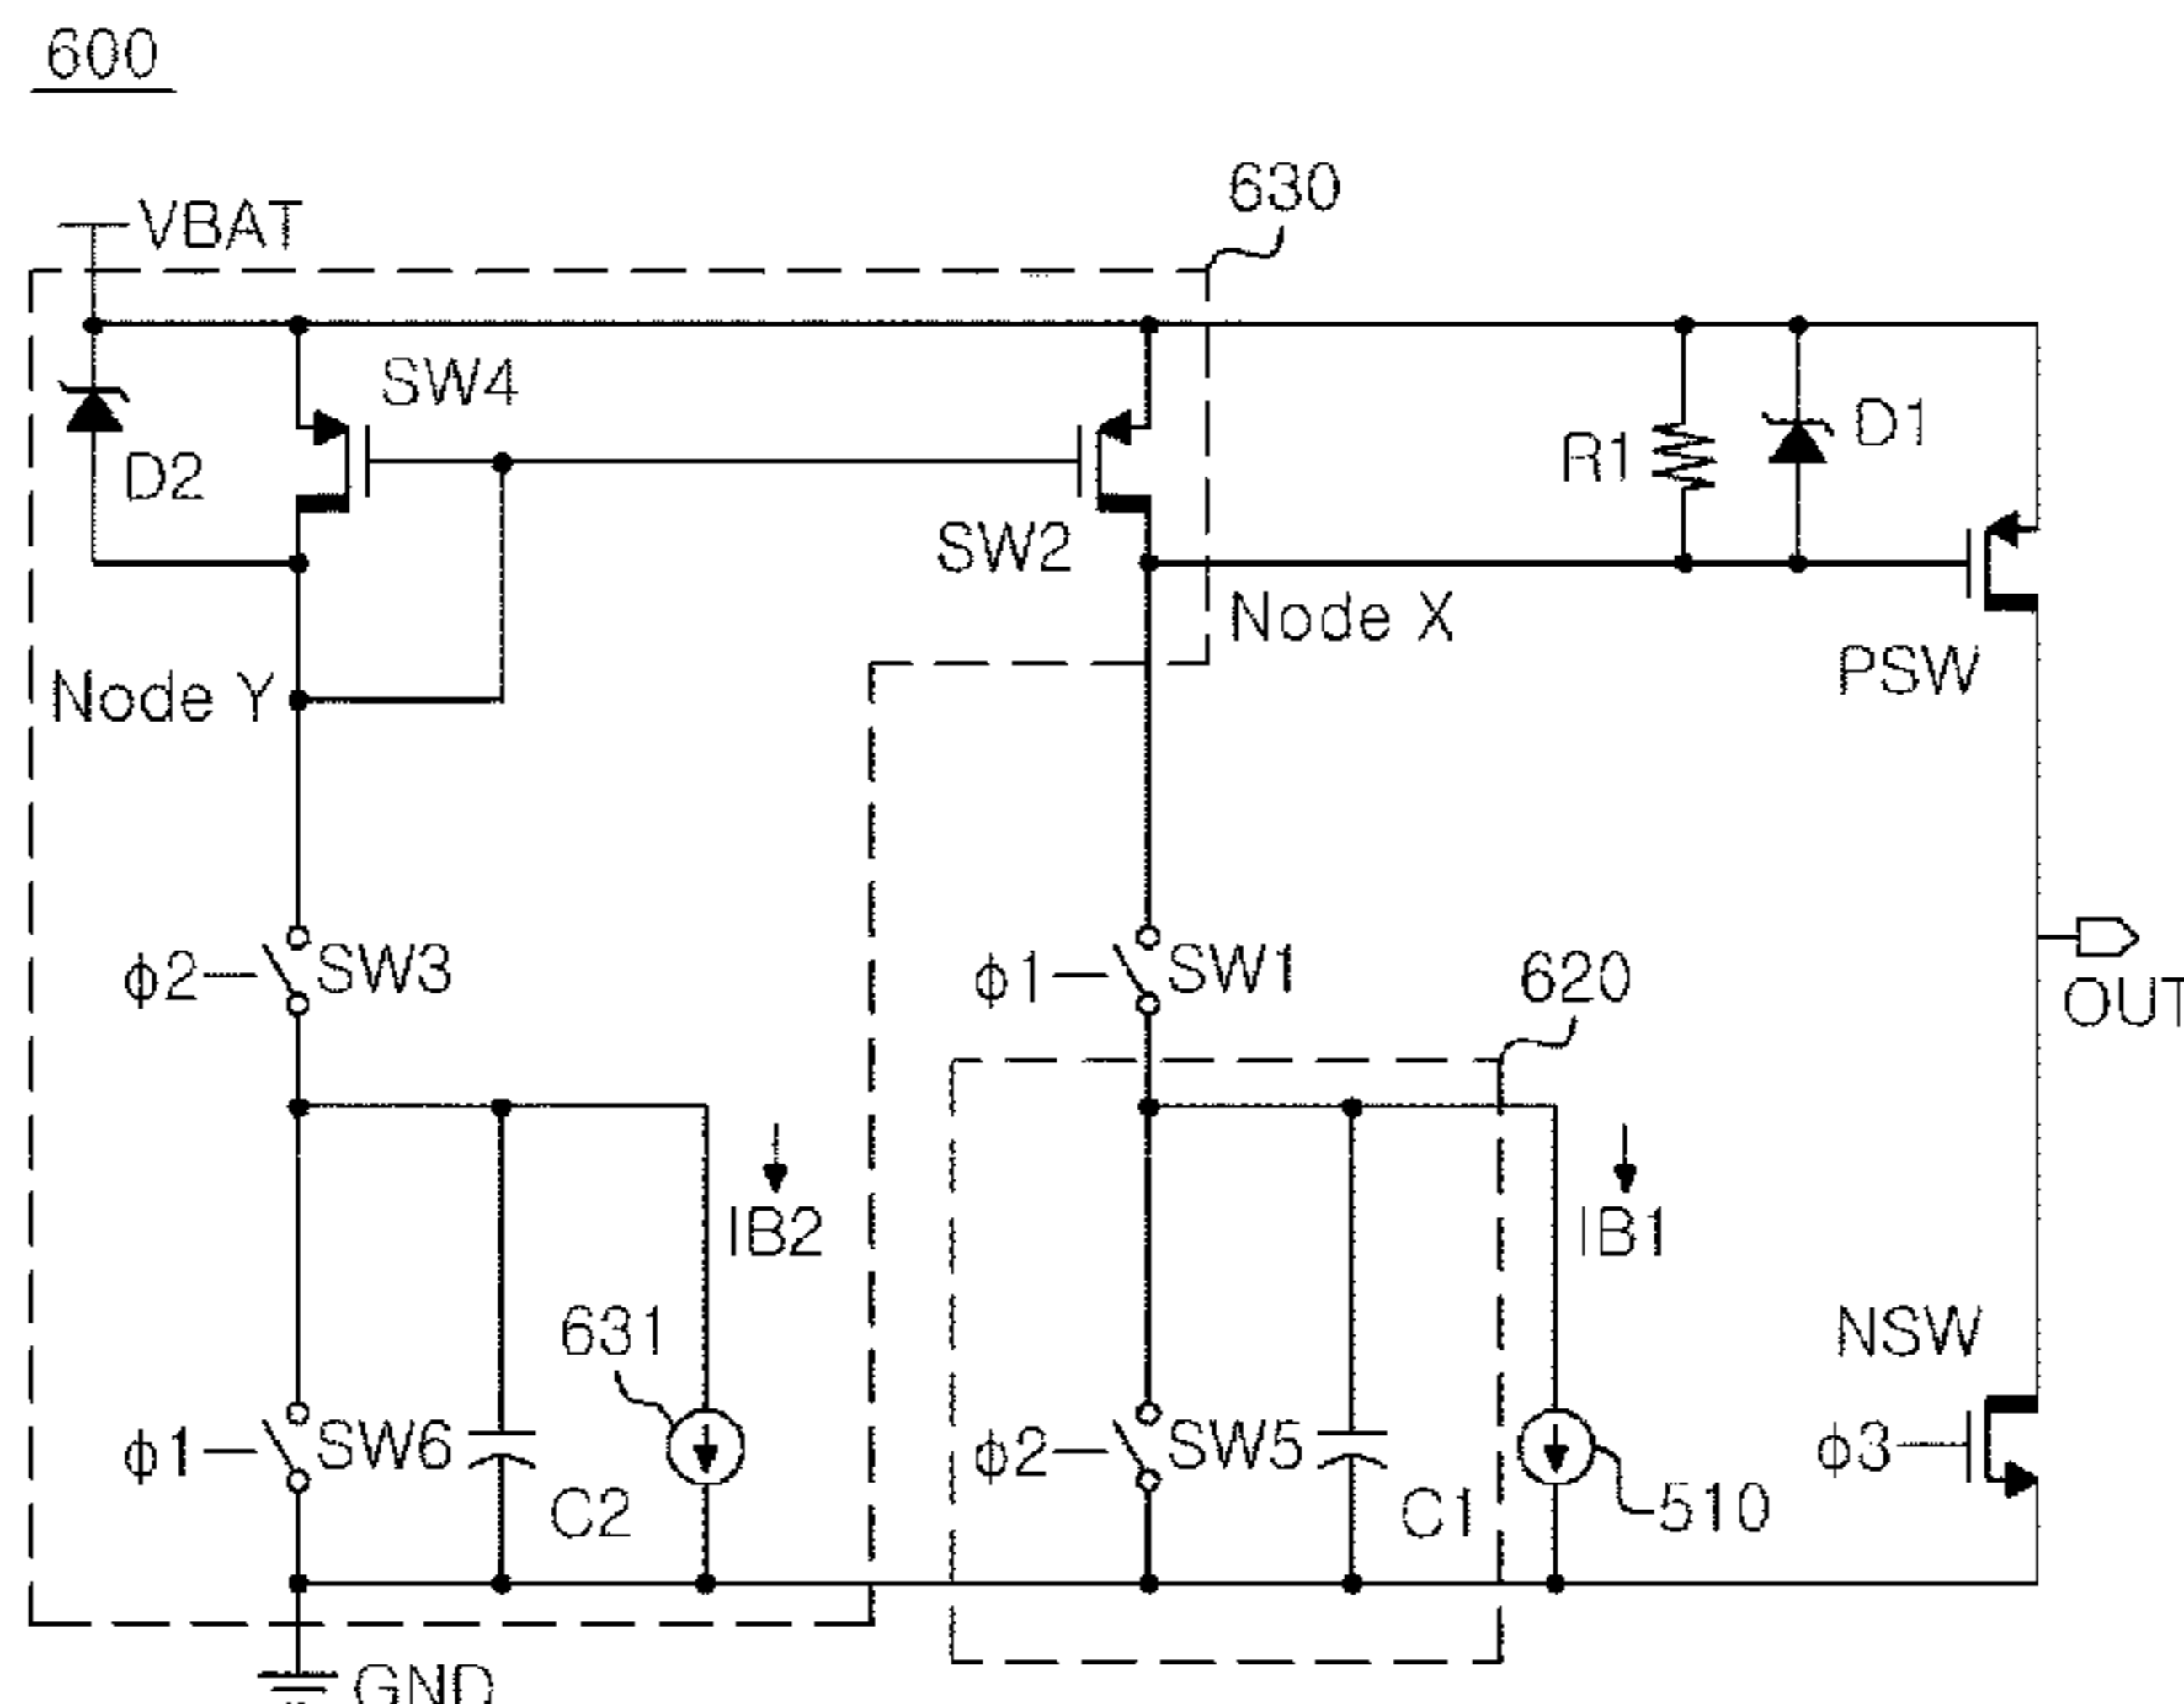 600
630
VBAT
SW4
D2
SW2
R1
D1
Node X
PSW
Node Y
ϕ2
SW3
ϕ1
SW1
620
OUT
IB2
IB1
631
NSW
ϕ1
SW6
C2
ϕ2
SW5
C1
510
ϕ3
GND